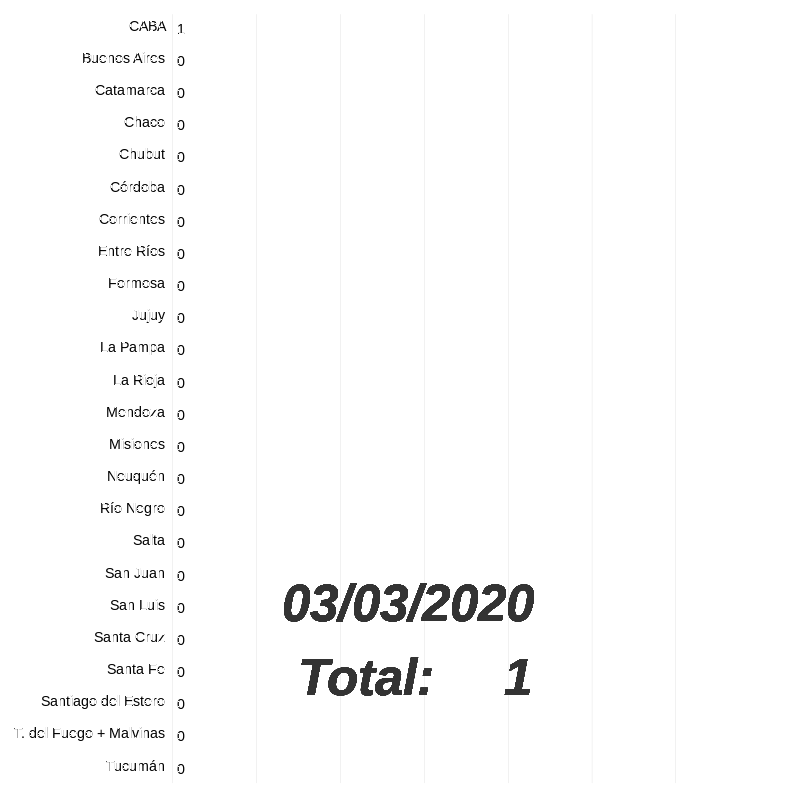 CABA 1
Buenos Aires 0
Catamarca 0
Chaco 0
Chubut 0
Córdoba 0
Corrientes 0
Entre Ríos 0
Formosa 0
Jujuy 0
La Pampa 0
La Rioja 0
Mendoza 0
Misiones 0
Neuquén 0
Río Negro 0
Salta 0
San Juan 0
San Luis 0
Santa Cruz 0
Santa Fe 0
Santiago del Estero 0
T. del Fuego + Malvinas 0
Tucumán 0
03/03/2020
Total: 1